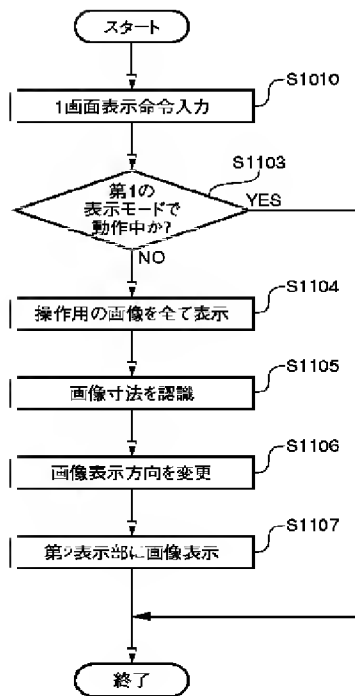 スタート
S1010
1画面表示命令入力
S1103
第1の
表示モードで
動作中か?
YES
NO
S1104
操作用の画像を全て表示
S1105
画像寸法を認識
S1106
画像表示方向を変更
S1107
第2表示部に画像表示
終了